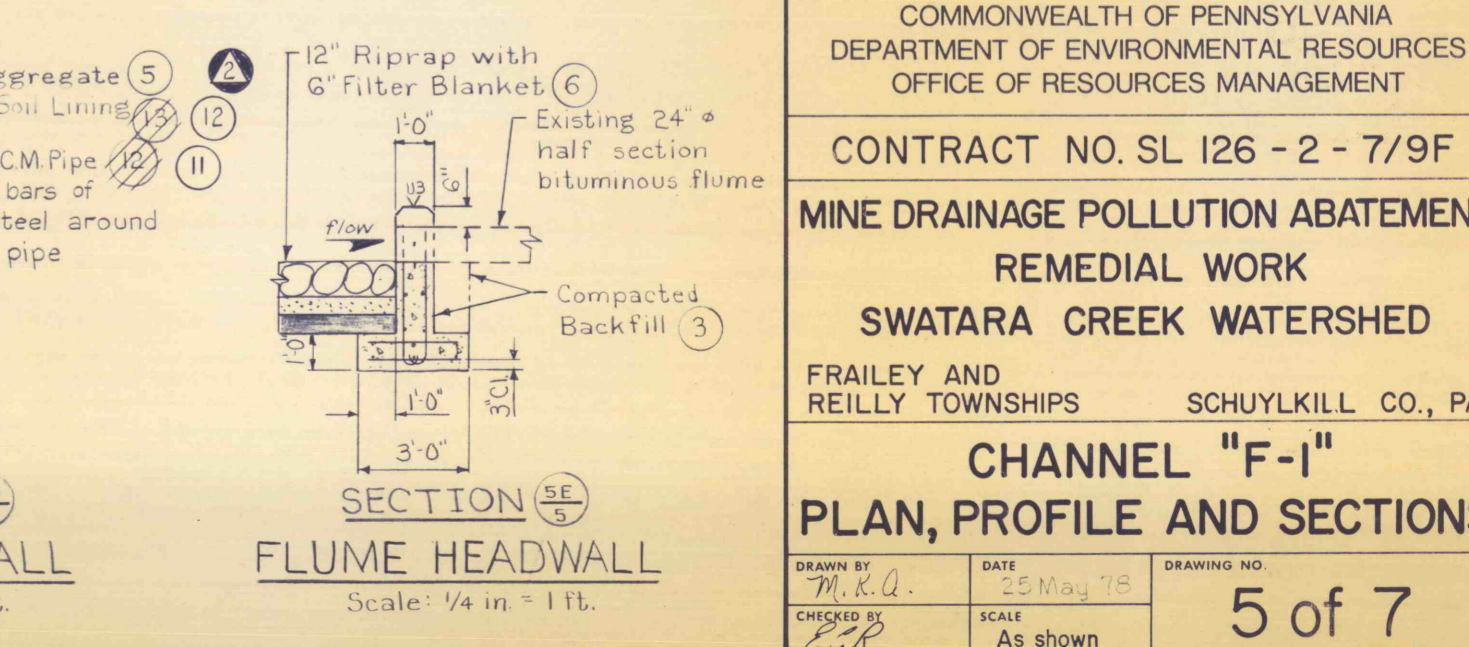 ggregate 5
Soil Lining 13 12
C.M. Pipe 12 11
bars of
teel around
pipe
2
12" Riprap with
6" Filter Blanket 6
1'-0"
Existing 24" ø
half section
bituminous flume
U3
6"
flow
Compacted
Backfill 3
1'-0"
1'-0"
3" Cl.
3'-0"
SECTION 5E
5
FLUME HEADWALL
Scale: 1/4 in. = 1 ft.
ALL
COMMONWEALTH OF PENNSYLVANIA
DEPARTMENT OF ENVIRONMENTAL RESOURCES
OFFICE OF RESOURCES MANAGEMENT
CONTRACT NO. SL 126 - 2 - 7/9F
MINE DRAINAGE POLLUTION ABATEMEN
REMEDIAL WORK
SWATARA CREEK WATERSHED
FRAILEY AND
REILLY TOWNSHIPS SCHUYLKILL CO., PA
CHANNEL "F-1"
PLAN, PROFILE AND SECTIONS
DRAWN BY
M.K.A.
DATE
25 May 78
DRAWING NO.
5 of 7
CHECKED BY
SCALE
As shown